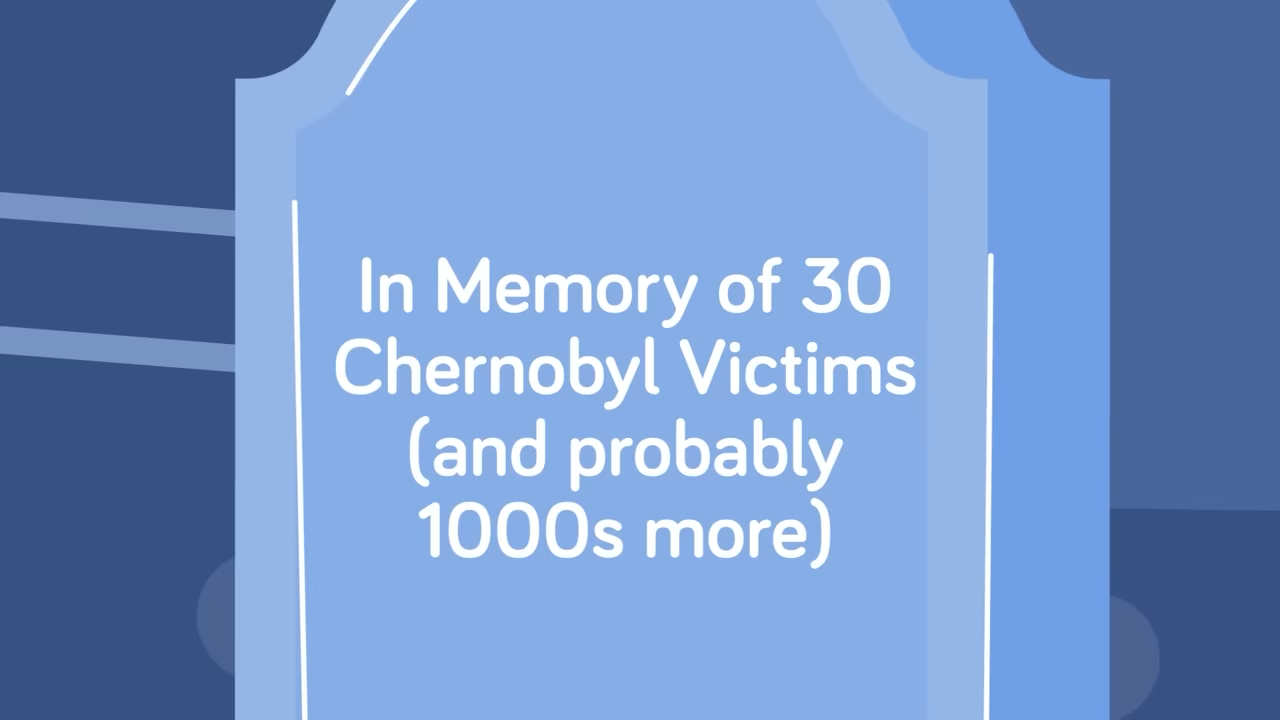 In Memory of 30
Chernobyl Victims
(and probably
1000s more)